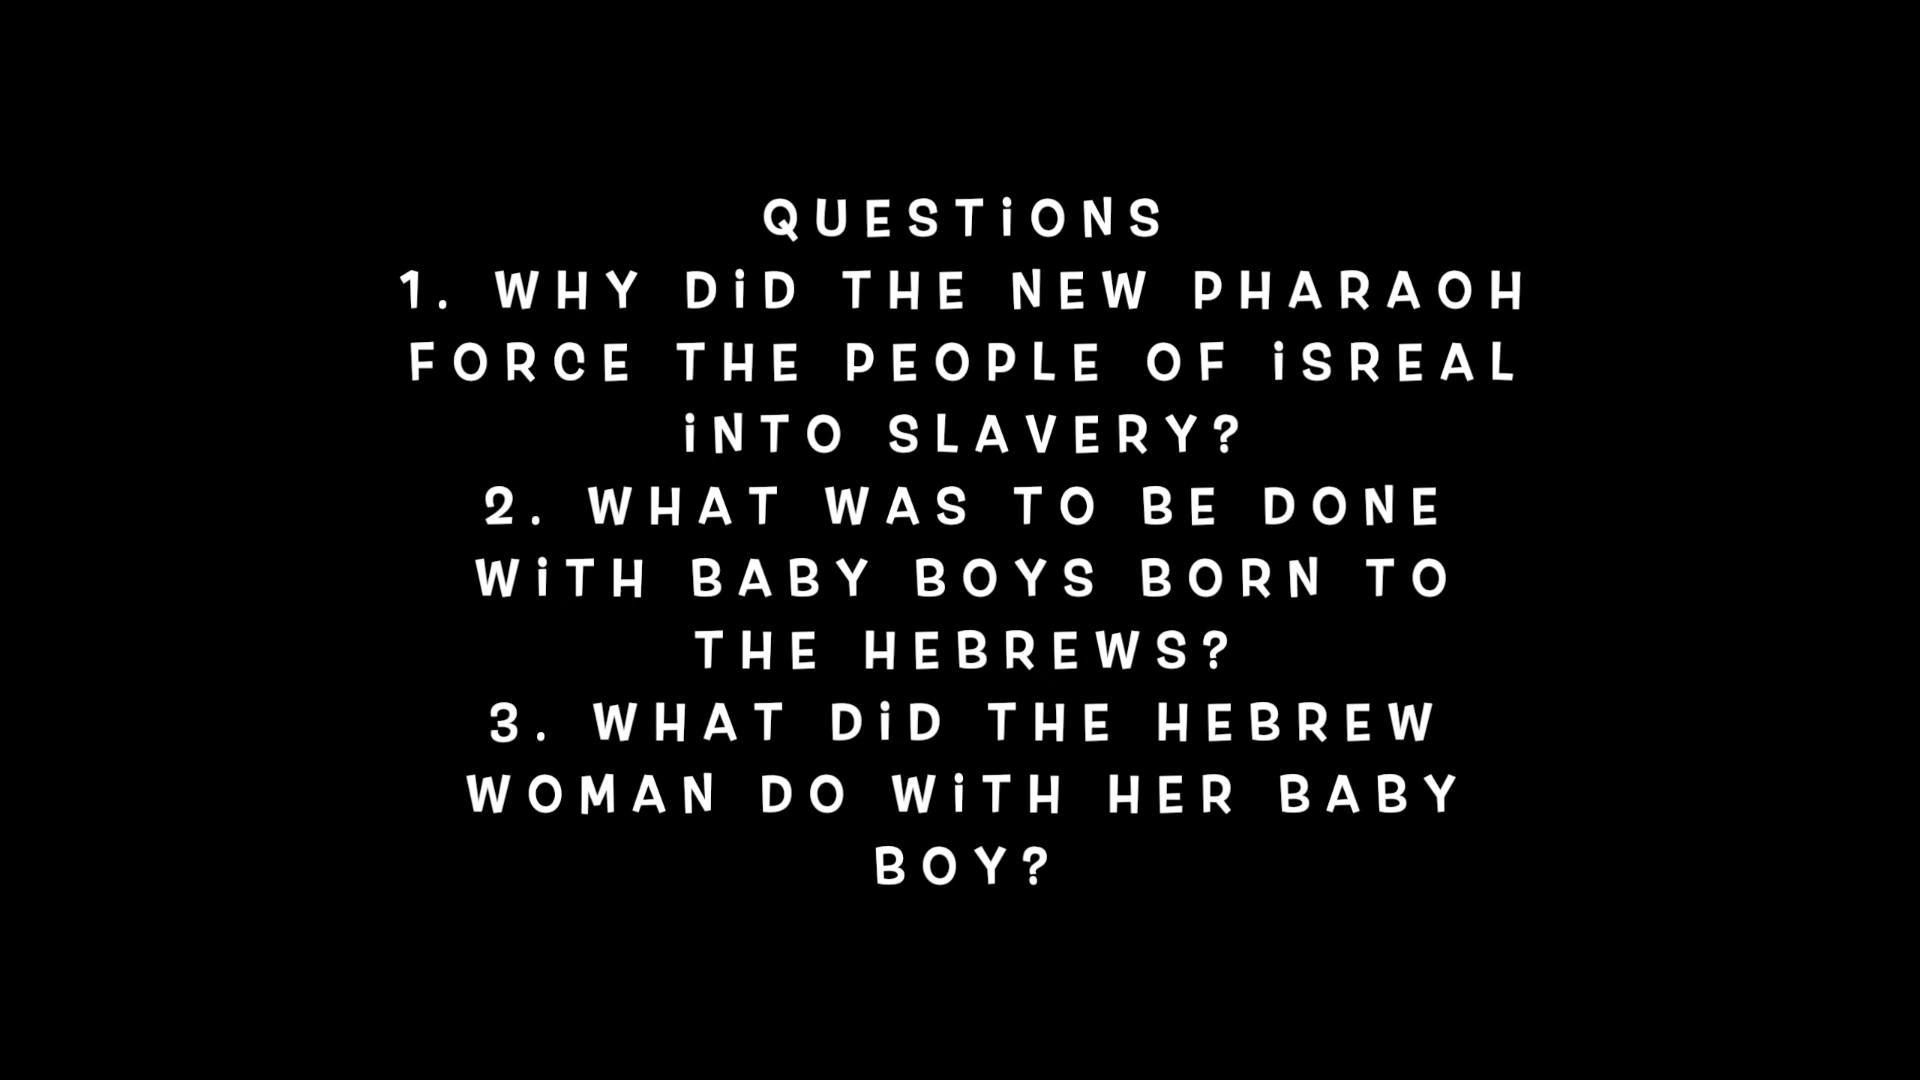 QUESTiONS
1. WHY DiD THE NEW PHARAOH
FORCE THE PEOPLE OF iSREAL
iNTO SLAVERY?
2. WHAT WAS TO BE DONE
WiTH BABY BOYS BORN TO
THE HEBREWS?
3. WHAT DiD THE HEBREW
WOMAN DO WiTH HER BABY
BOY?